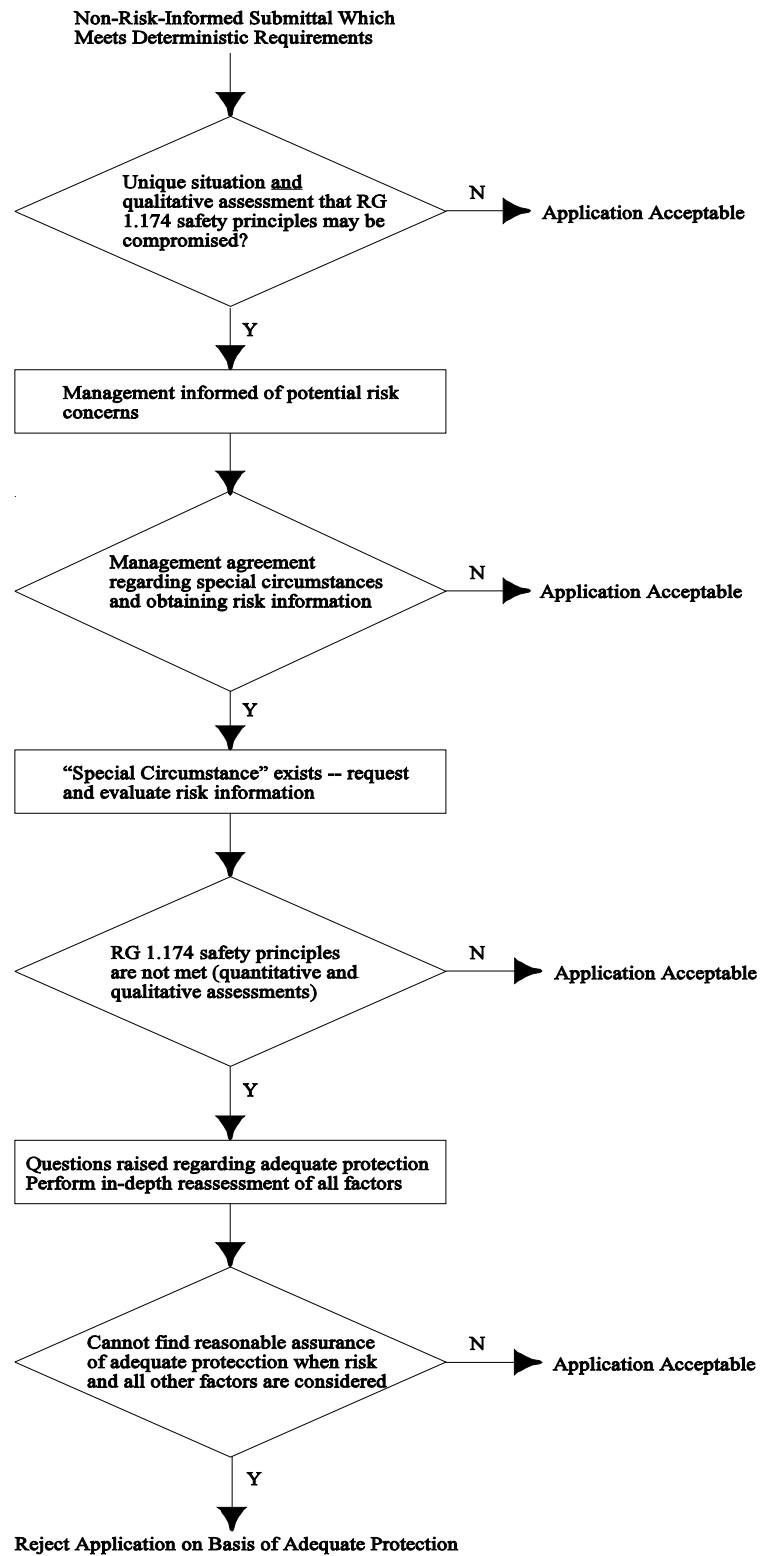 Non-Risk-Informed Submittal Which
Meets Deterministic Requirements
Unique situation and
qualitative assessment that RG
1.174 safety principles may be
compromised?
N
Application Acceptable
Y
Management informed of potential risk
concerns
Management agreement
regarding special circumstances
and obtaining risk information
N
Application Acceptable
Y
“Special Circumstance” exists -- request
and evaluate risk information
RG 1.174 safety principles
are not met (quantitative and
qualitative assessments)
N
Application Acceptable
Y
Questions raised regarding adequate protection
Perform in-depth reassessment of all factors
Cannot find reasonable assurance
of adequate protecction when risk
and all other factors are considered
N
Application Acceptable
Y
Reject Application on Basis of Adequate Protection